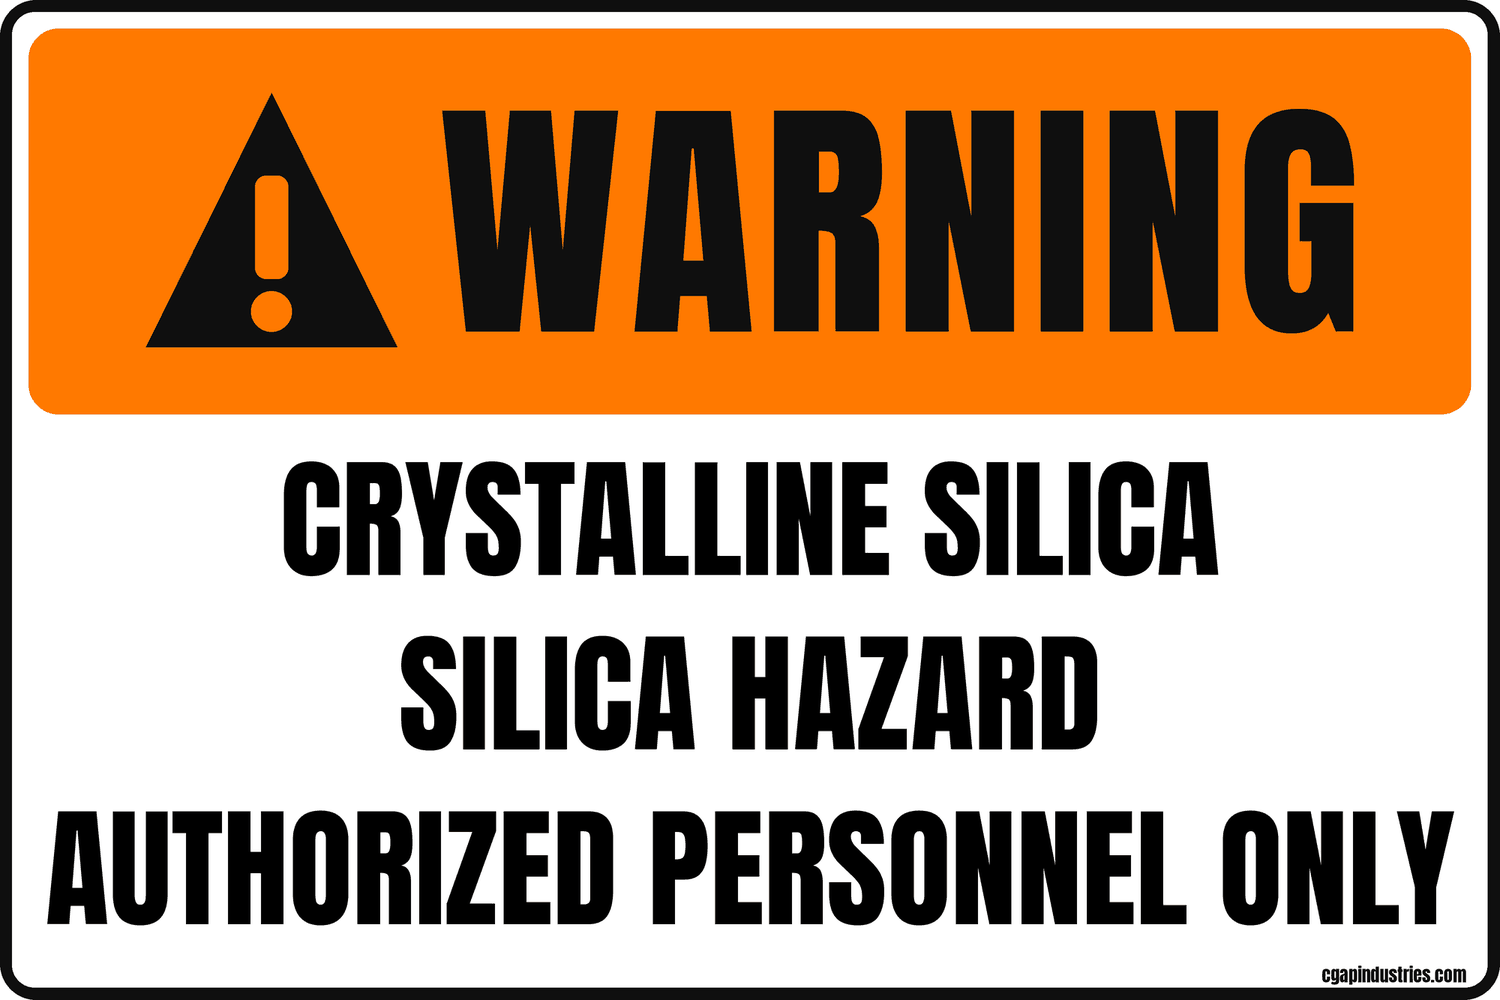 WARNING
CRYSTALLINE SILICA
SILICA HAZARD
AUTHORIZED PERSONNEL ONLY
cgapindustries.com